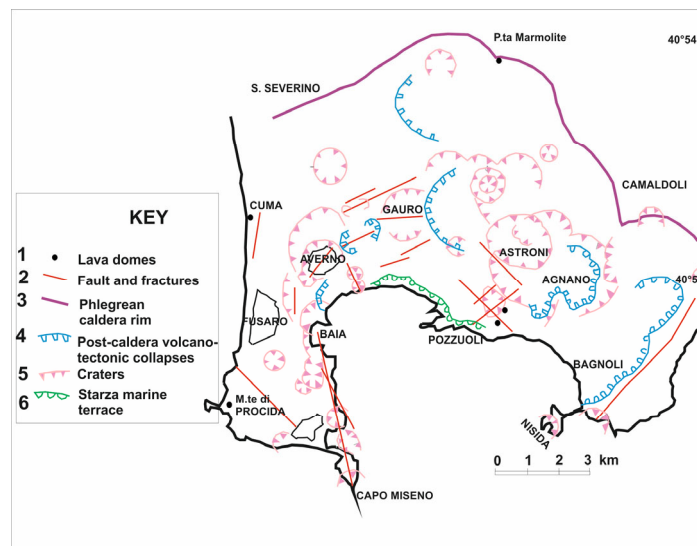 P.ta Marmolite
40°54
S. SEVERINO
CAMALDOLI
KEY
1 Lava domes
2 Fault and fractures
3 Phlegrean
caldera rim
4 Post-caldera volcano-
tectonic collapses
5 Craters
6 Starza marine
terrace
CUMA
GAURO
AVERNO
ASTRONI
AGNANO
40°5
FUSARO
BAIA
POZZUOLI
BAGNOLI
M.te di
PROCIDA
NISIDA
0 1 2 3 km
CAPO MISENO